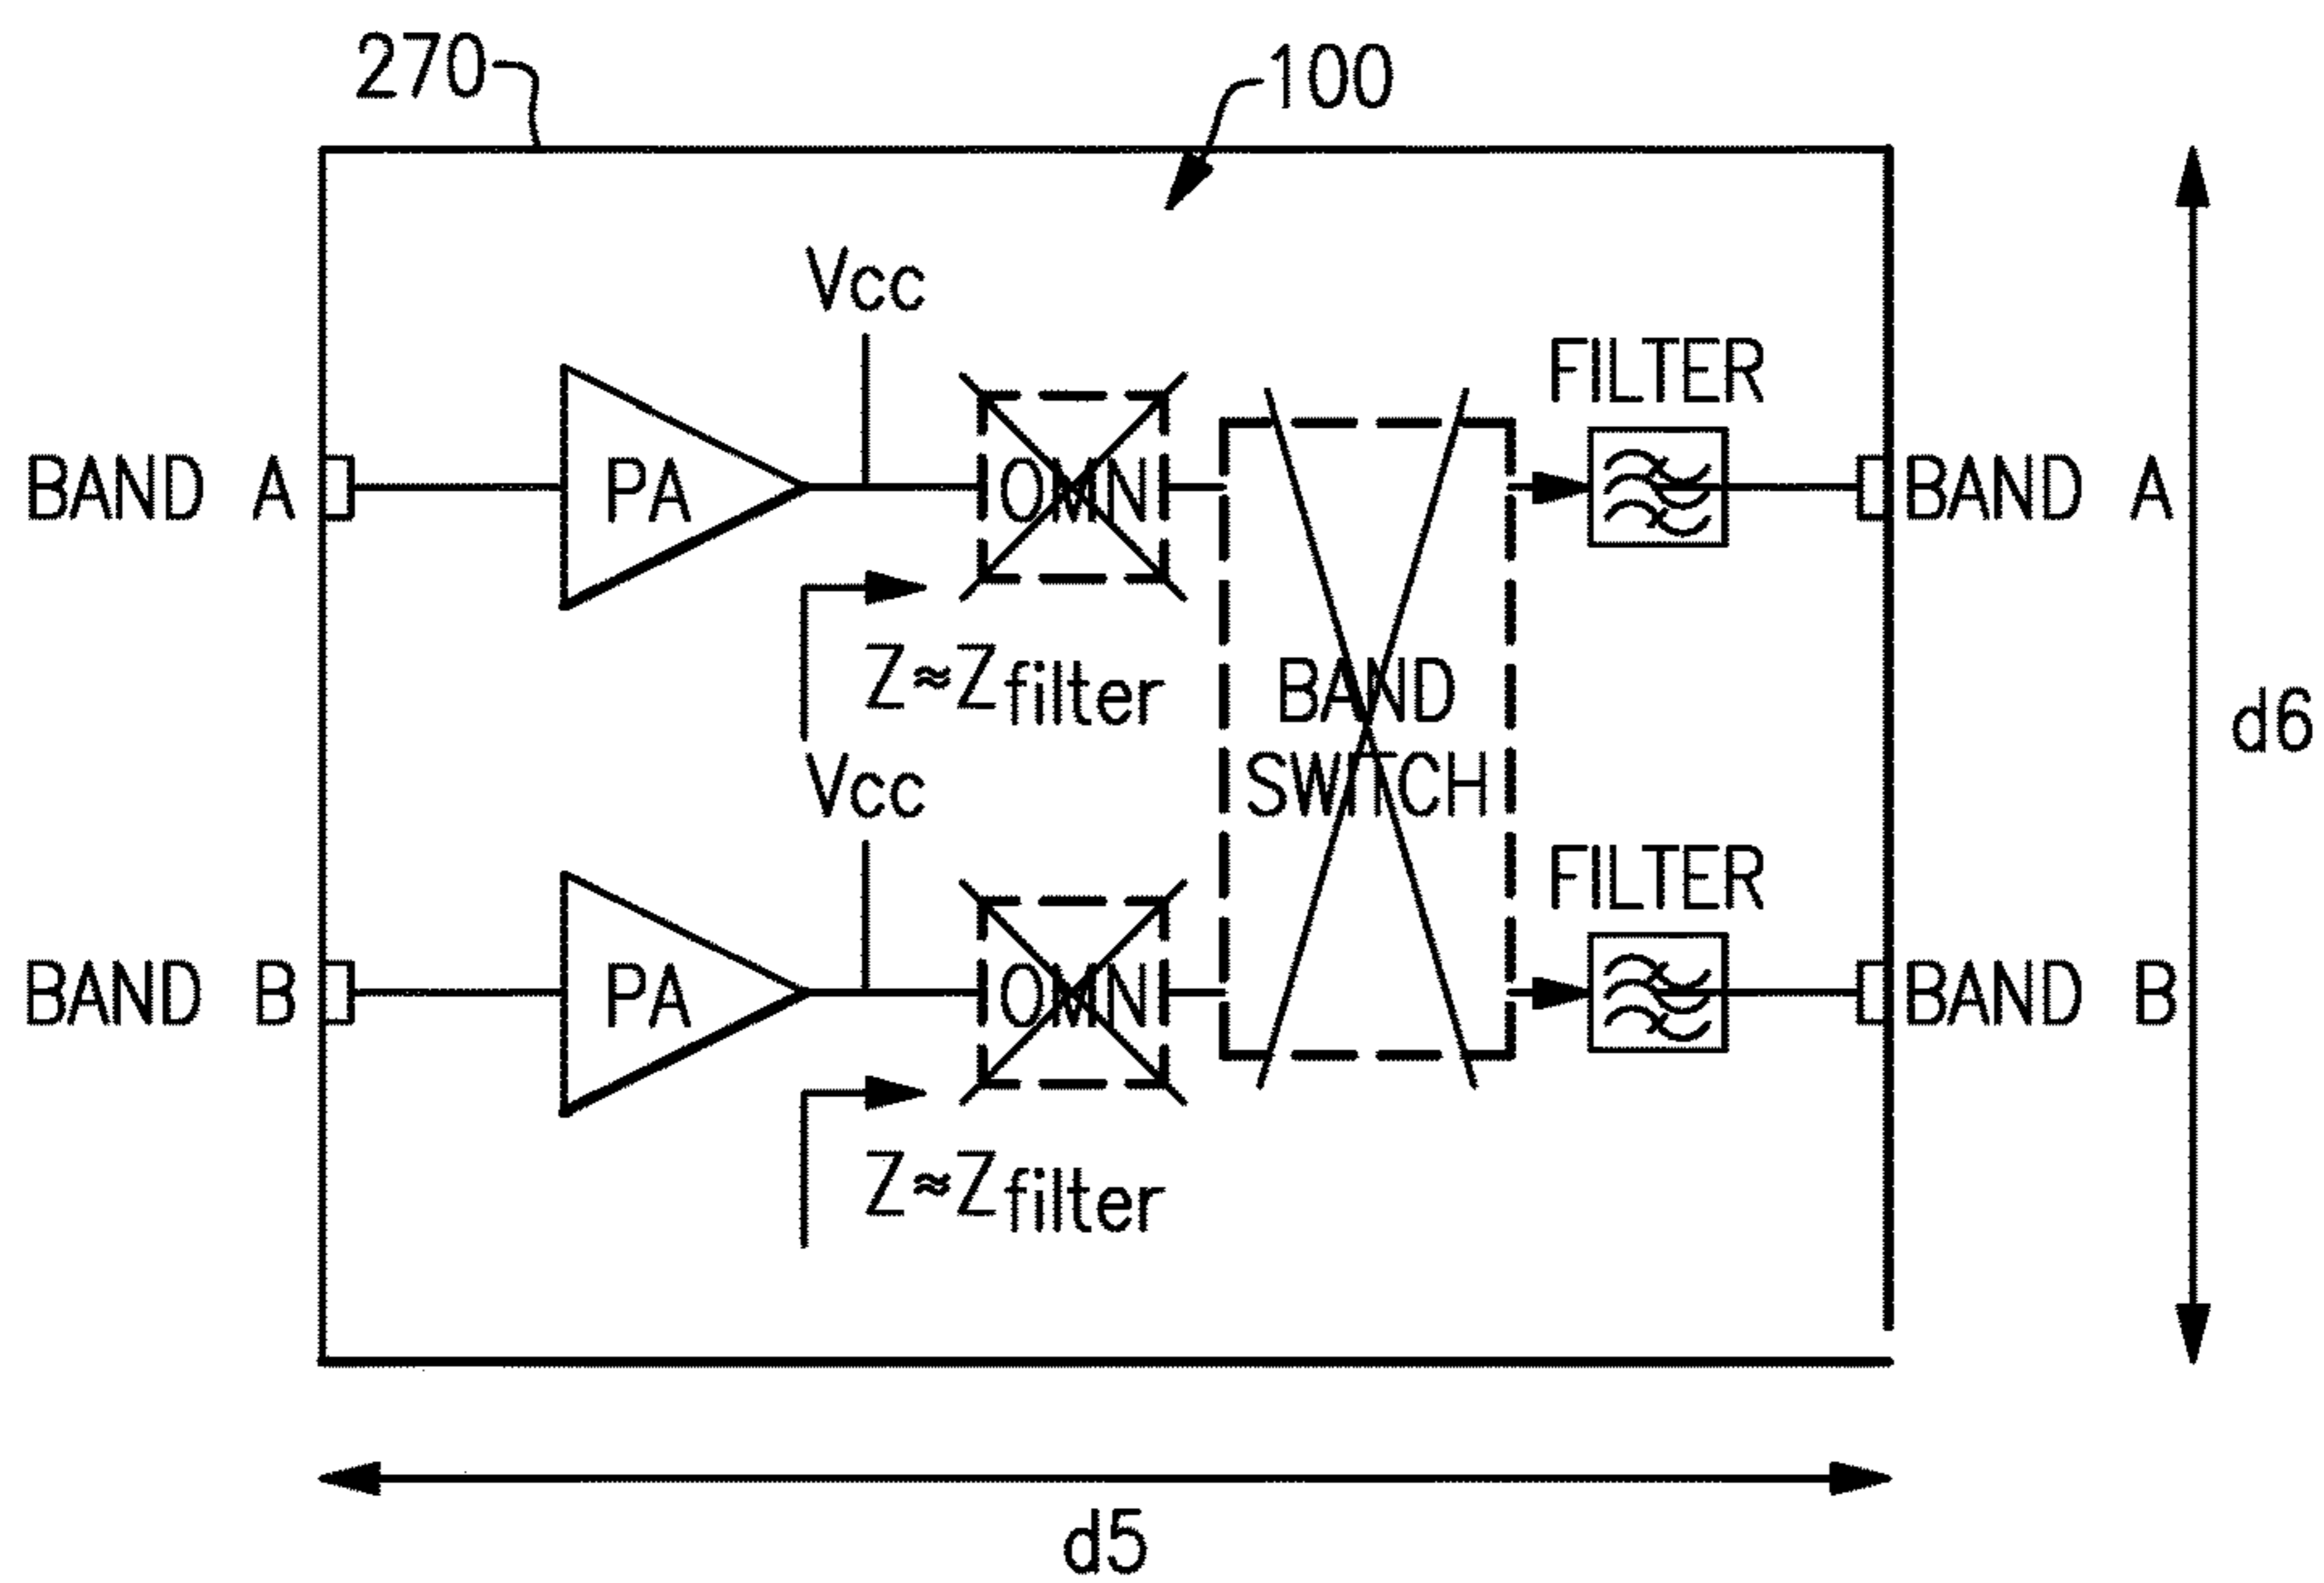 270
100
Vcc
FILTER
BAND A
PA
OMN
BAND A
Z≈Zfilter
BAND
SWITCH
d6
Vcc
FILTER
BAND B
PA
OMN
BAND B
Z≈Zfilter
d5